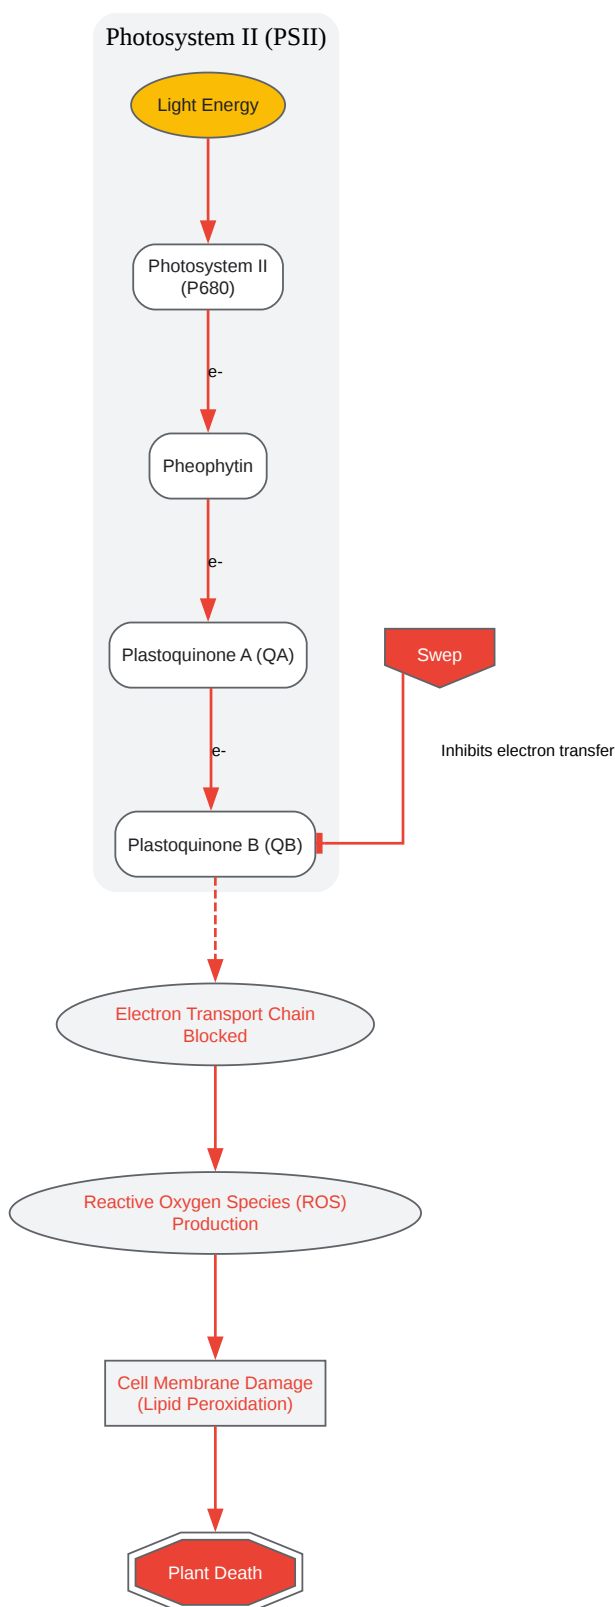 Photosystem II (PSII)
Light Energy
Photosystem II
(P680)
e-
Pheophytin
e-
Plastoquinone A (QA)
Swep
e-
Inhibits electron transfer
Plastoquinone B (QB)
Electron Transport Chain
Blocked
Reactive Oxygen Species (ROS)
Production
Cell Membrane Damage
(Lipid Peroxidation)
Plant Death